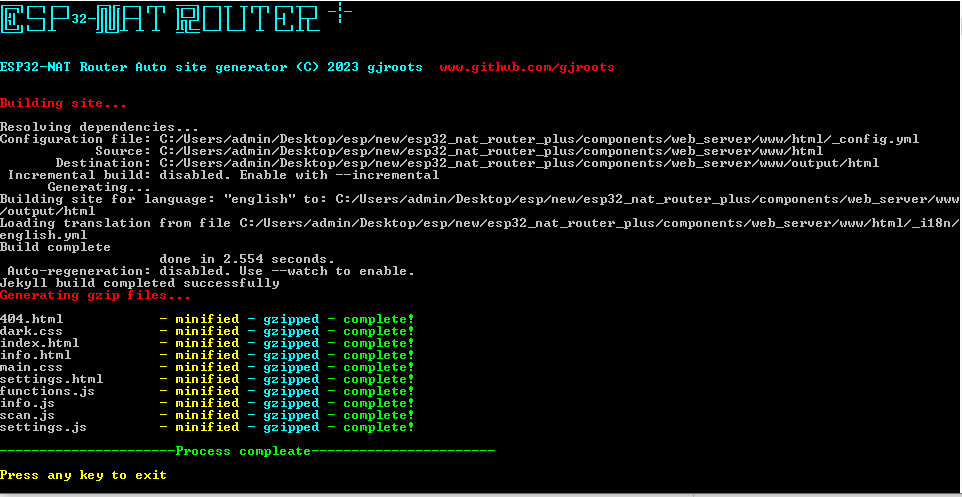 ESP32-NAT ROUTER +
ESP32-NAT Router Auto site generator (C) 2023 gjroots  www.github.com/gjroots
Building site...
Resolving dependencies...
Configuration file: C:/Users/admin/Desktop/esp/new/esp32_nat_router_plus/components/web_server/www/html/_config.yml
Source: C:/Users/admin/Desktop/esp/new/esp32_nat_router_plus/components/web_server/www/html
Destination: C:/Users/admin/Desktop/esp/new/esp32_nat_router_plus/components/web_server/www/output/html
Incremental build: disabled. Enable with --incremental
Generating...
Building site for language: "english" to: C:/Users/admin/Desktop/esp/new/esp32_nat_router_plus/components/web_server/www
/output/html
Loading translation from file C:/Users/admin/Desktop/esp/new/esp32_nat_router_plus/components/web_server/www/html/_i18n/
english.yml
Build complete
done in 2.554 seconds.
Auto-regeneration: disabled. Use --watch to enable.
Jekyll build completed successfully
Generating gzip files...
404.html - minified - gzipped - complete!
dark.css - minified - gzipped - complete!
index.html - minified - gzipped - complete!
info.html - minified - gzipped - complete!
main.css - minified - gzipped - complete!
settings.html - minified - gzipped - complete!
functions.js - minified - gzipped - complete!
info.js - minified - gzipped - complete!
scan.js - minified - gzipped - complete!
settings.js - minified - gzipped - complete!
----------------------Process compleate-----------------------
Press any key to exit